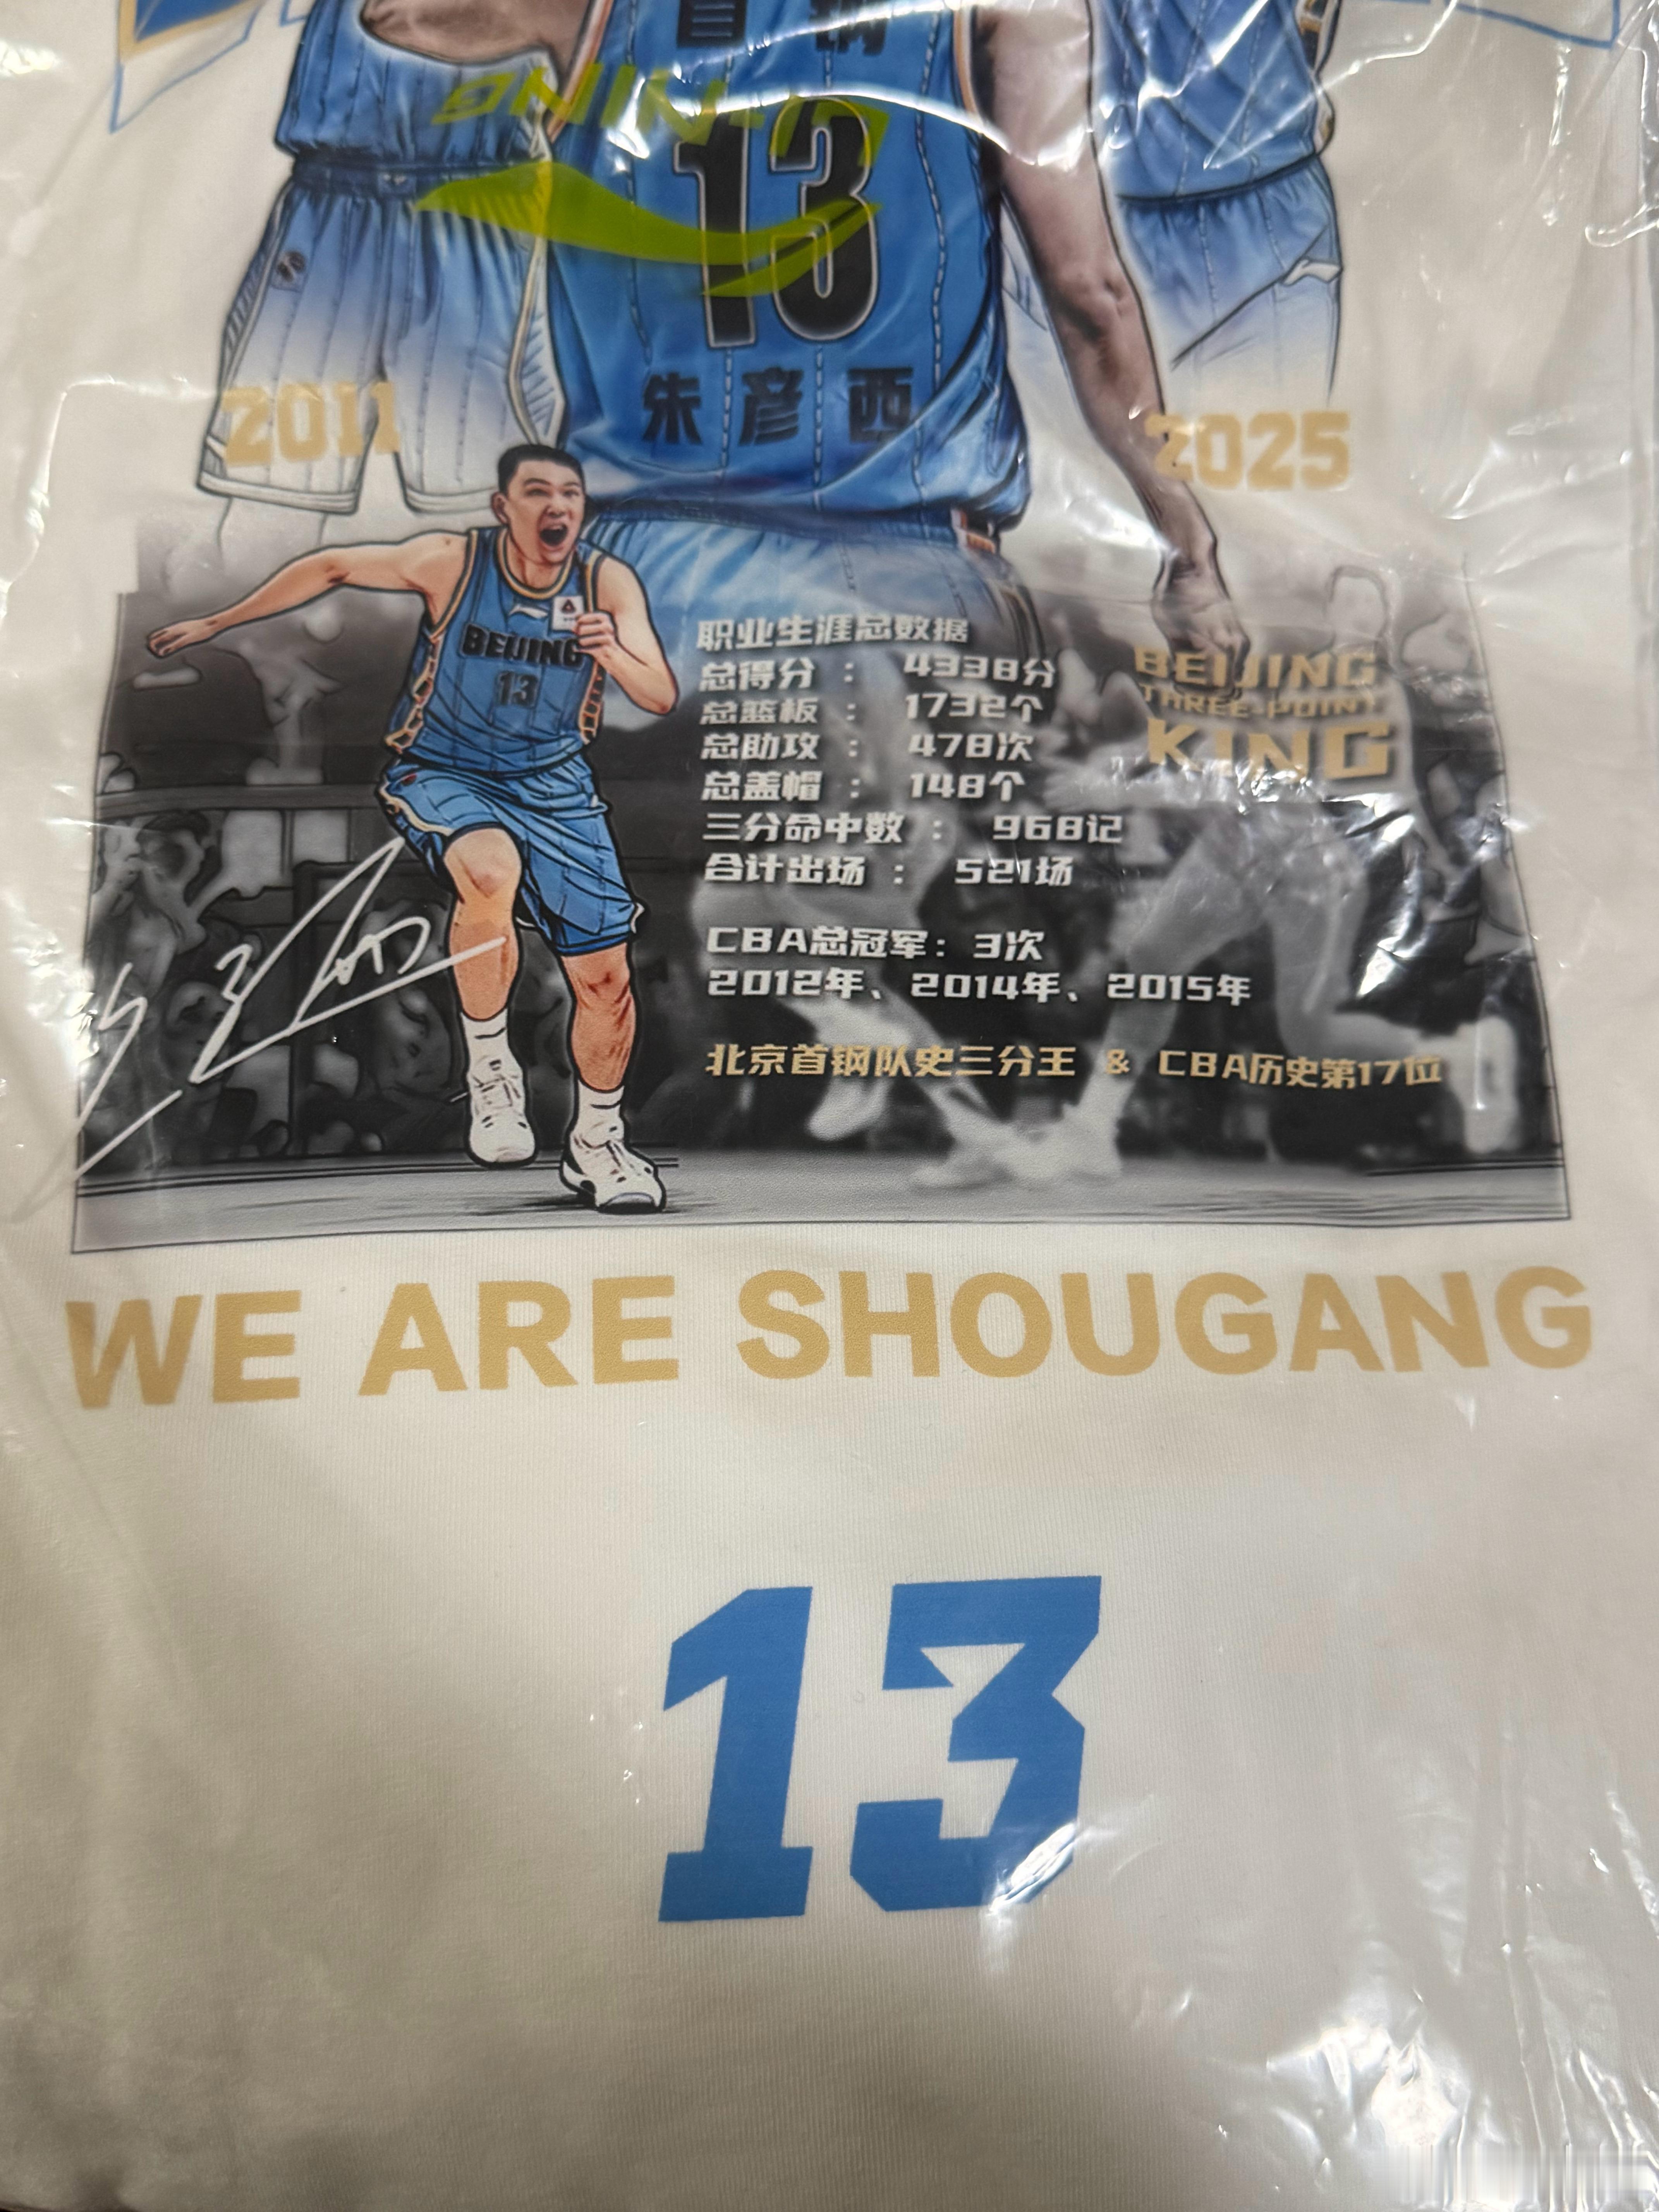 首钢
LI-NING
13
朱彦西
2011
2025
BEIJING
13
职业生涯总数据
总得分 : 4338分
总篮板 : 1732个
总助攻 : 478次
总盖帽 : 148个
三分命中数 : 968记
合计出场 : 521场
BEIJING
THREE-POINT
KING
CBA总冠军: 3次
2012年、2014年、2015年
北京首钢队史三分王 & CBA历史第17位
WE ARE SHOUGANG
13